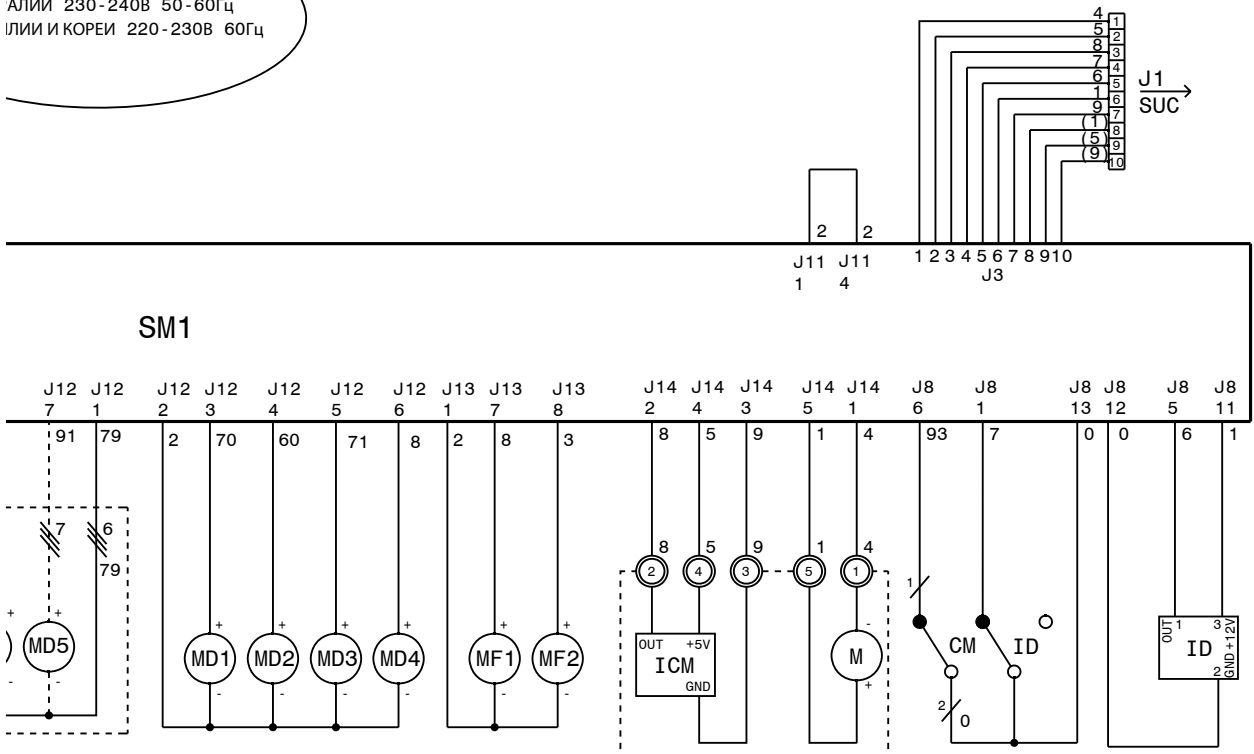 АЛИИ 230-240В 50-60Гц
ЛИИ И КОРЕИ 220-230В 60Гц
4 1
5 2
8 3
7 4
6 5
1 6
9 7
(1) 8
(5) 9
(9) 10
J1
SUC
2 2
J11 J11
1 4
1 2 3 4 5 6 7 8 9 10
J3
SM1
J12 J12 J12 J12 J12 J12 J12 J13 J13 J13 J14 J14 J14 J14 J14 J8 J8 J8 J8 J8 J8
7 1 2 3 4 5 6 1 7 8 2 4 3 5 1 6 1 13 12 5 11
91 79 2 70 60 71 8 2 8 3 8 5 9 1 4 93 7 0 0 6 1
7 6
79
8 5 9 1 4
2 4 3 5 1
1
+ + + + + + + + -
MD5 MD1 MD2 MD3 MD4 MF1 MF2
- - - - - - - -
OUT +5V
ICM
GND
M
+
CM ID
2 0
OUT 1 3 +12V
ID
2 GND